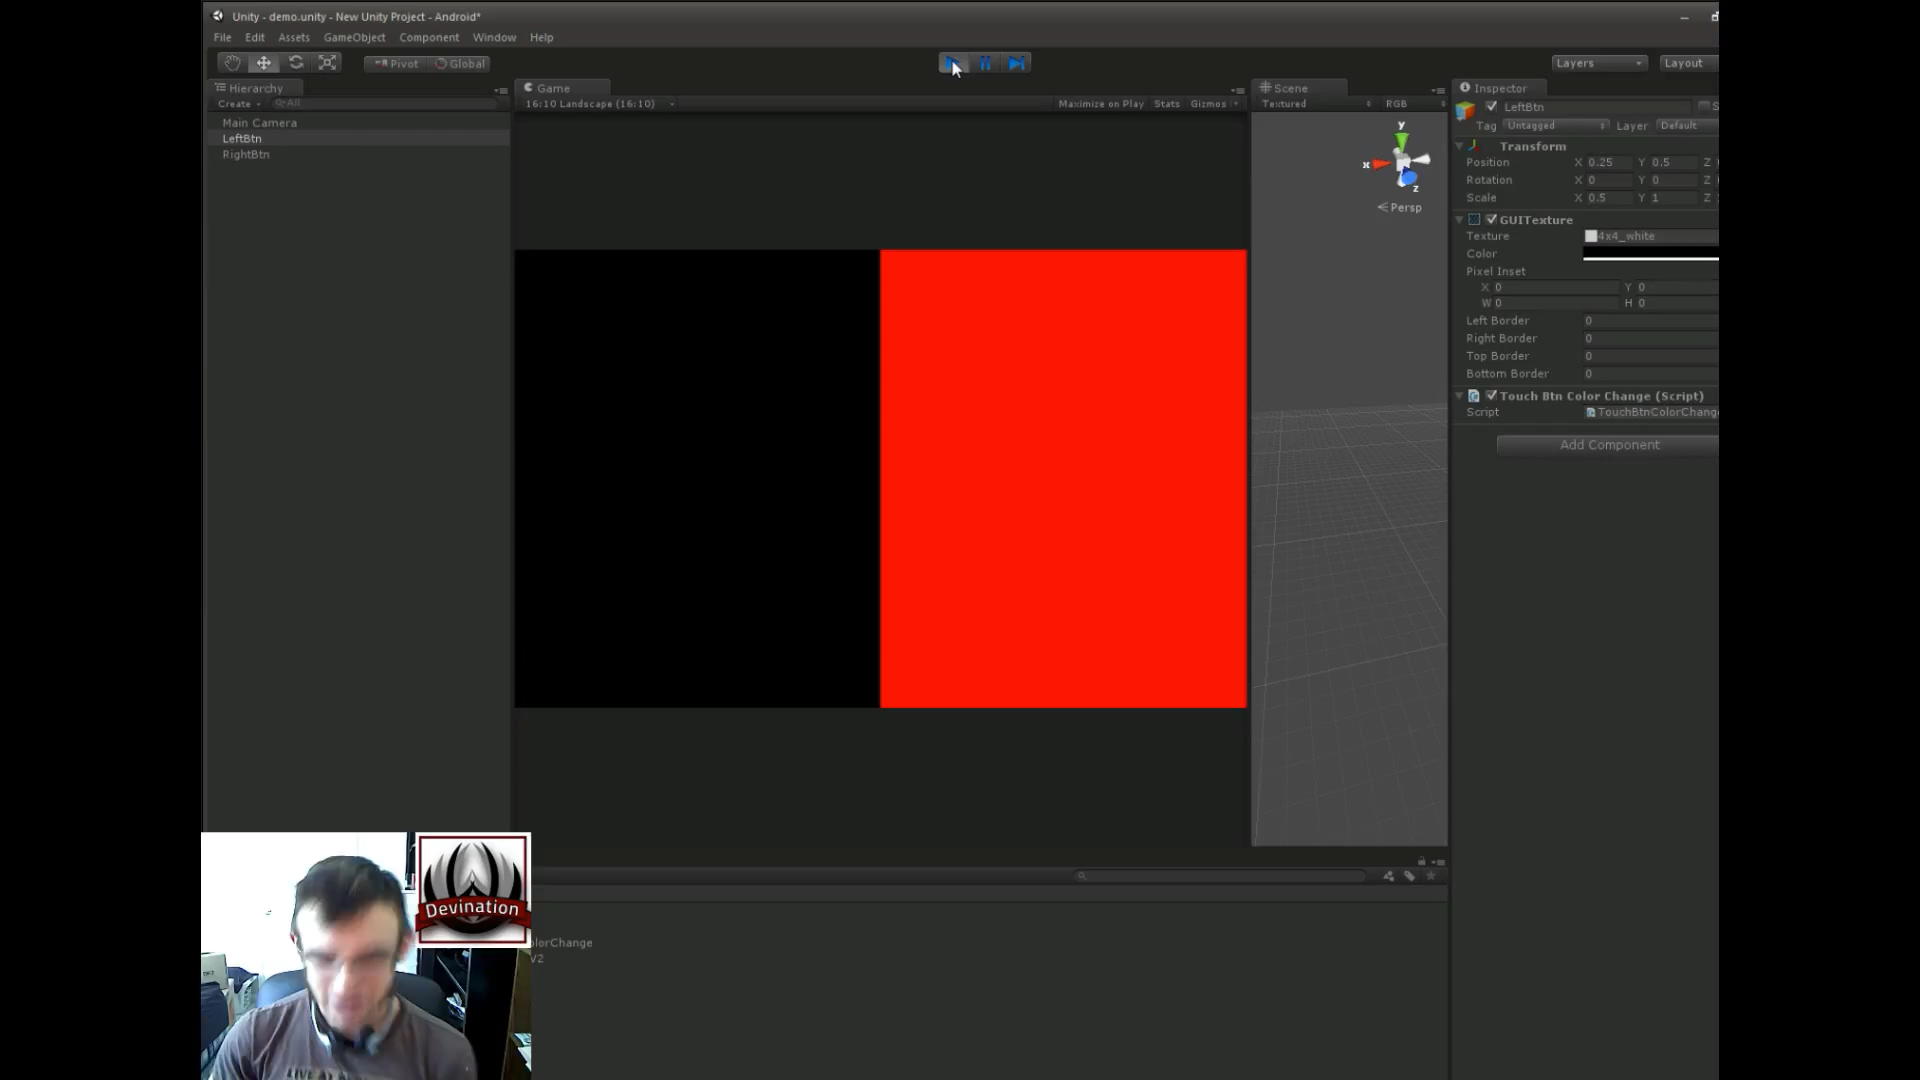 Unity - demo.unity - New Unity Project - Android*
File Edit Assets GameObject Component Window Help
Pivot Global Layers Layout
Hierarchy Game Scene Inspector
Create All 16:10 Landscape (16:10) Maximize on Play Stats Gizmos Textured RGB LeftBtn S
Main Camera
LeftBtn
RightBtn
y
x
z
Persp
Tag Untagged Layer Default
Transform
Position X 0.25 Y 0.5 Z
Rotation X 0 Y 0 Z
Scale X 0.5 Y 1 Z
GUITexture
Texture 4x4_white
Color
Pixel Inset
X 0 Y 0
W 0 H 0
Left Border 0
Right Border 0
Top Border 0
Bottom Border 0
Touch Btn Color Change (Script)
Script TouchBtnColorChang
Add Component
Devination
olorChange
V2